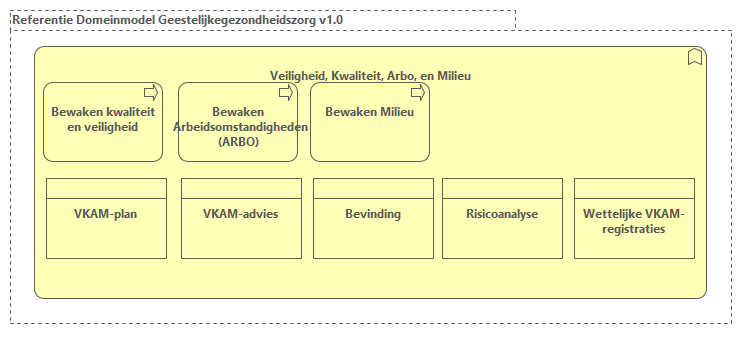 Referentie Domeinmodel Geestelijkegezondheidszorg v1.0
Veiligheid, Kwaliteit, Arbo, en Milieu
Bewaken kwaliteit
en veiligheid
Bewaken
Arbeidsomstandigheden
(ARBO)
Bewaken Milieu
VKAM-plan
VKAM-advies
Bevinding
Risicoanalyse
Wettelijke VKAM-
registraties